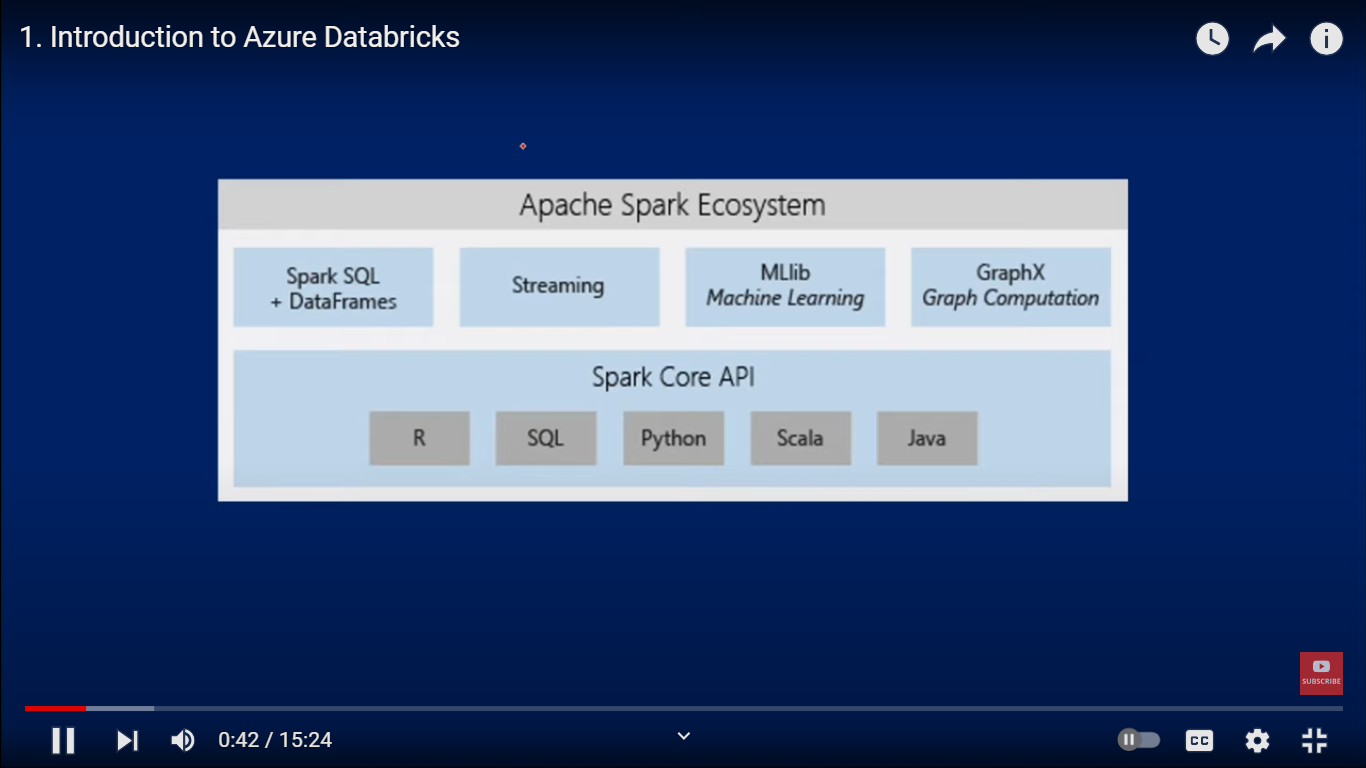 1. Introduction to Azure Databricks
Apache Spark Ecosystem
Spark SQL
+ DataFrames
Streaming
MLlib
Machine Learning
GraphX
Graph Computation
Spark Core API
R
SQL
Python
Scala
Java
SUBSCRIBE
0:42 / 15:24
CC